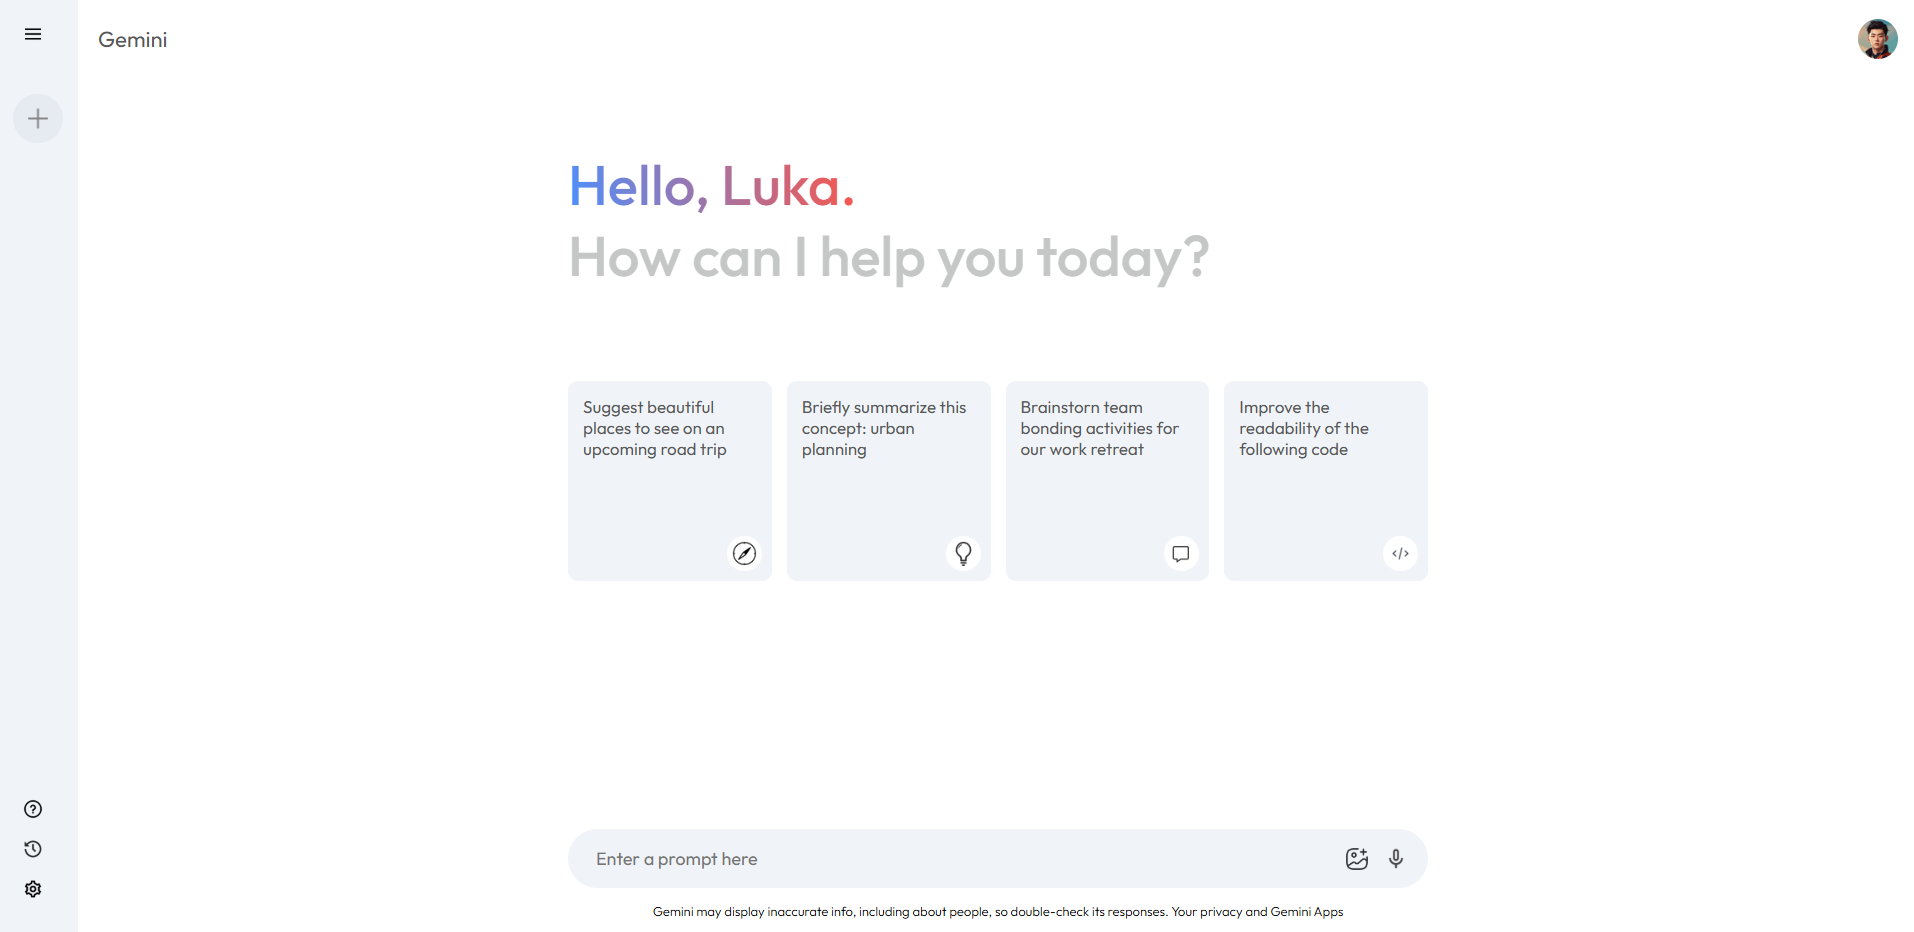 Gemini
Hello, Luka.
How can I help you today?
Suggest beautiful
places to see on an
upcoming road trip
Briefly summarize this
concept: urban
planning
Brainstorn team
bonding activities for
our work retreat
Improve the
readability of the
following code
Enter a prompt here
Gemini may display inaccurate info, including about people, so double-check its responses. Your privacy and Gemini Apps